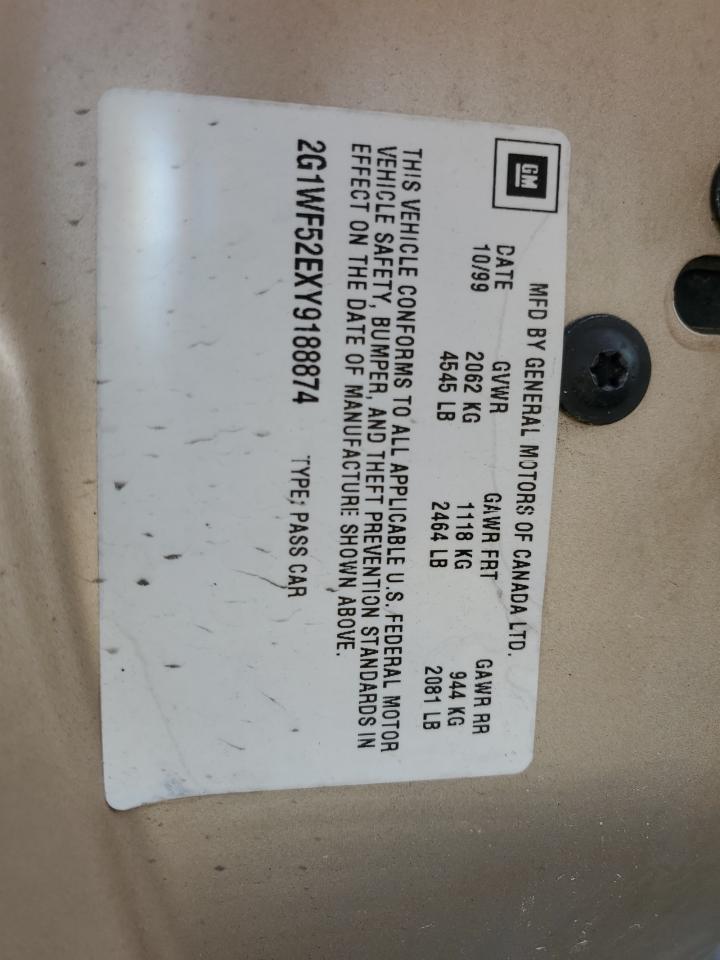 GM
MFD BY GENERAL MOTORS OF CANADA LTD.
DATE GVWR GAWR FRT GAWR RR
10/99 2062 KG 1118 KG 944 KG
4545 LB 2464 LB 2081 LB
THIS VEHICLE CONFORMS TO ALL APPLICABLE U.S. FEDERAL MOTOR
VEHICLE SAFETY, BUMPER, AND THEFT PREVENTION STANDARDS IN
EFFECT ON THE DATE OF MANUFACTURE SHOWN ABOVE.
2G1WF52EXY9188874 TYPE: PASS CAR